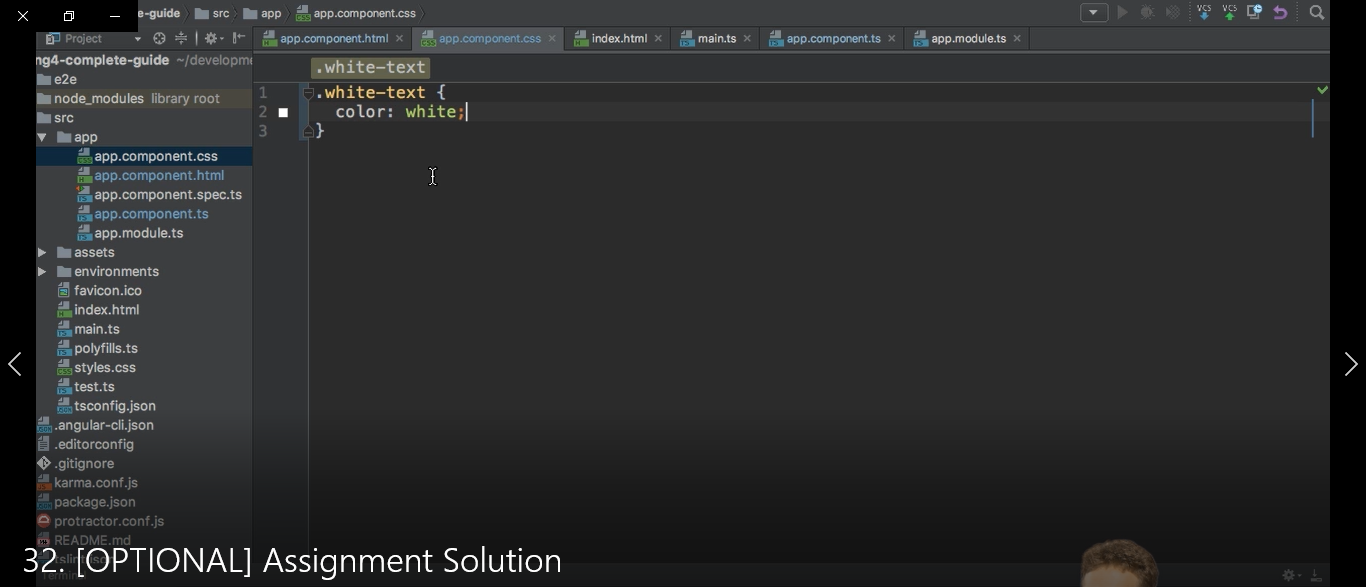 e-guide src app app.component.css
VCS VCS
Project
app.component.html app.component.css index.html main.ts app.component.ts app.module.ts
ng4-complete-guide ~/developme
.white-text
e2e
node_modules library root
src
app
app.component.css
app.component.html
app.component.spec.ts
app.component.ts
app.module.ts
assets
environments
favicon.ico
index.html
main.ts
polyfills.ts
styles.css
test.ts
tsconfig.json
.angular-cli.json
.editorconfig
.gitignore
karma.conf.js
package.json
protractor.conf.js
README.md
1 .white-text {
2 color: white;
3 }
32. [OPTIONAL] Assignment Solution